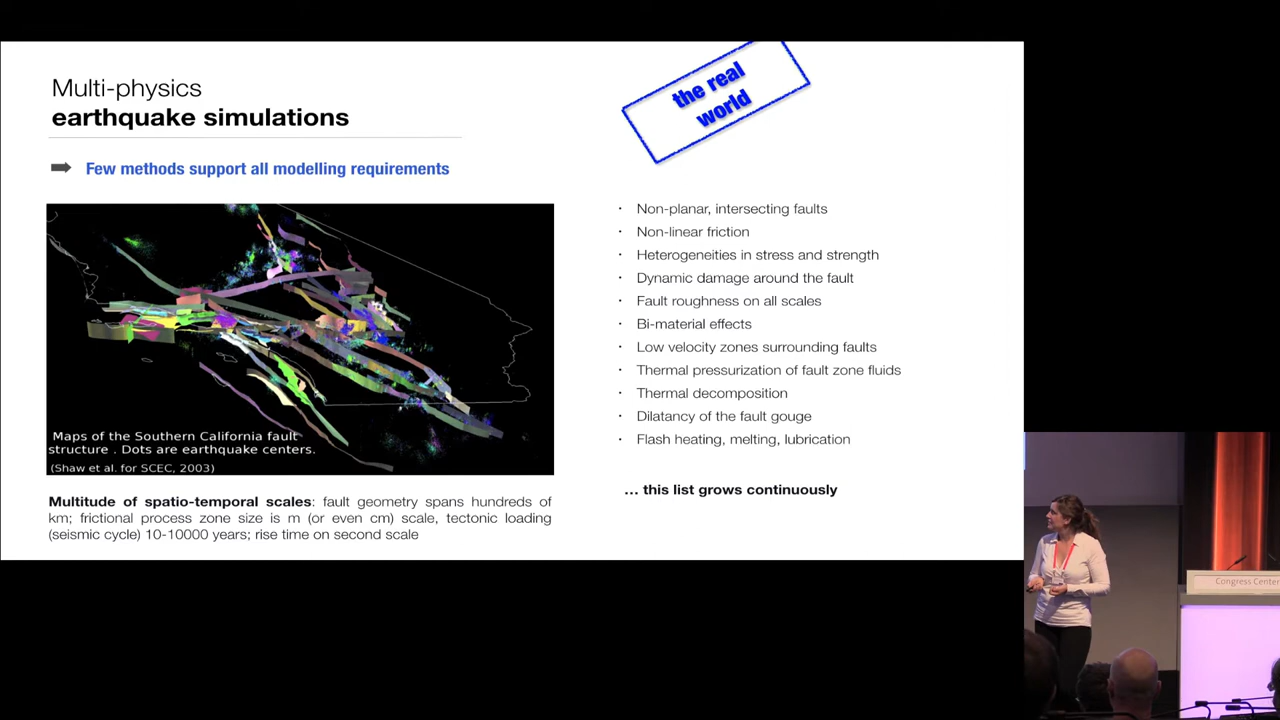 Multi-physics
earthquake simulations
the real
world
➡ Few methods support all modelling requirements
Maps of the Southern California fault
structure . Dots are earthquake centers.
(Shaw et al. for SCEC, 2003)
Multitude of spatio-temporal scales: fault geometry spans hundreds of
km; frictional process zone size is m (or even cm) scale, tectonic loading
(seismic cycle) 10-10000 years; rise time on second scale
· Non-planar, intersecting faults
· Non-linear friction
· Heterogeneities in stress and strength
· Dynamic damage around the fault
· Fault roughness on all scales
· Bi-material effects
· Low velocity zones surrounding faults
· Thermal pressurization of fault zone fluids
· Thermal decomposition
· Dilatancy of the fault gouge
· Flash heating, melting, lubrication
... this list grows continuously
Congress Center